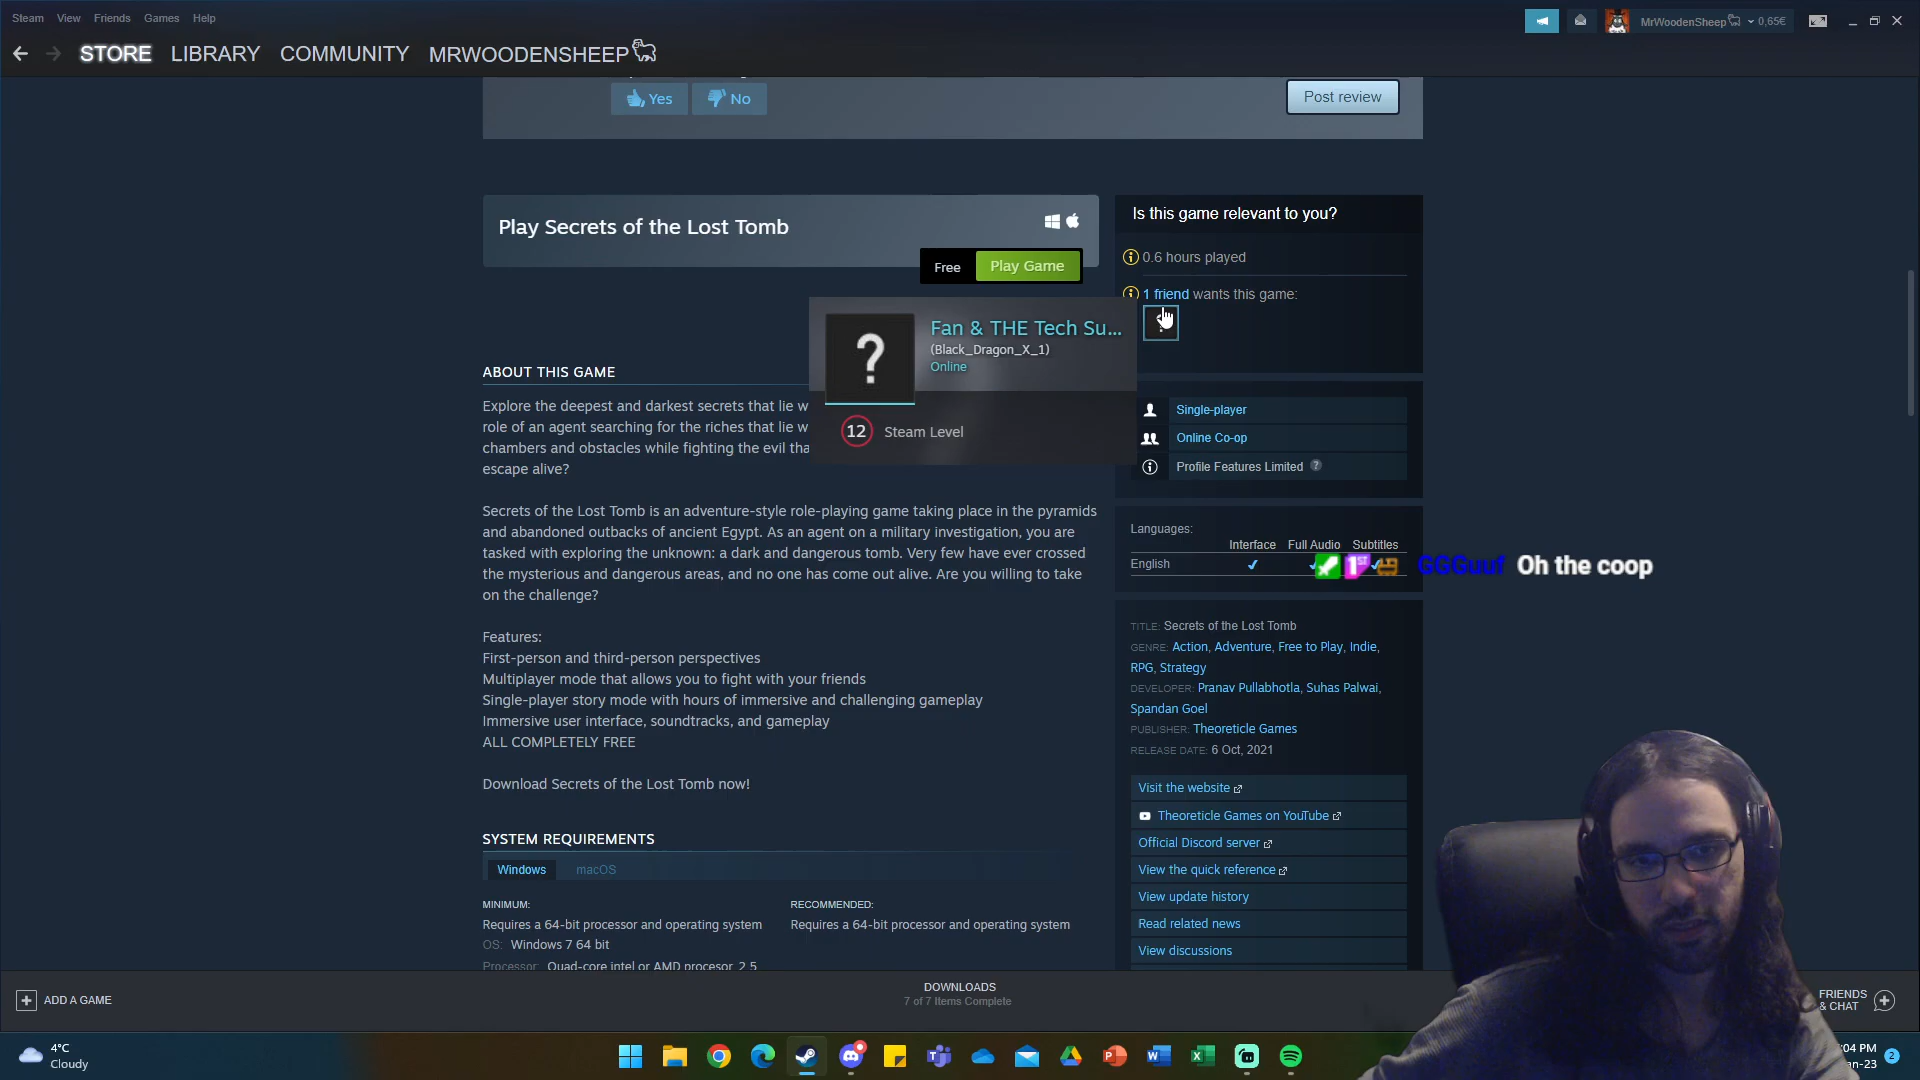 Steam View Friends Games Help
MrWoodenSheep 0,65€
STORE LIBRARY COMMUNITY MRWOODENSHEEP
Yes No
Post review
Play Secrets of the Lost Tomb
Free Play Game
Is this game relevant to you?
0.6 hours played
1 friend wants this game:
?
Fan & THE Tech Su...
(Black_Dragon_X_1)
Online
12 Steam Level
ABOUT THIS GAME
Explore the deepest and darkest secrets that lie w
role of an agent searching for the riches that lie w
chambers and obstacles while fighting the evil tha
escape alive?
Secrets of the Lost Tomb is an adventure-style role-playing game taking place in the pyramids
and abandoned outbacks of ancient Egypt. As an agent on a military investigation, you are
tasked with exploring the unknown: a dark and dangerous tomb. Very few have ever crossed
the mysterious and dangerous areas, and no one has come out alive. Are you willing to take
on the challenge?
Features:
First-person and third-person perspectives
Multiplayer mode that allows you to fight with your friends
Single-player story mode with hours of immersive and challenging gameplay
Immersive user interface, soundtracks, and gameplay
ALL COMPLETELY FREE
Download Secrets of the Lost Tomb now!
SYSTEM REQUIREMENTS
Windows macOS
MINIMUM:
Requires a 64-bit processor and operating system
OS: Windows 7 64 bit
Processor: Quad-core intel or AMD procesor, 2.5
RECOMMENDED:
Requires a 64-bit processor and operating system
Single-player
Online Co-op
Profile Features Limited ?
Languages:
Interface Full Audio Subtitles
English
1ST GGGuuf Oh the coop
TITLE: Secrets of the Lost Tomb
GENRE: Action, Adventure, Free to Play, Indie,
RPG, Strategy
DEVELOPER: Pranav Pullabhotla, Suhas Palwai,
Spandan Goel
PUBLISHER: Theoreticle Games
RELEASE DATE: 6 Oct, 2021
Visit the website
Theoreticle Games on YouTube
Official Discord server
View the quick reference
View update history
Read related news
View discussions
ADD A GAME
DOWNLOADS
7 of 7 Items Complete
FRIENDS
& CHAT
4°C
Cloudy
:04 PM
an-23
2